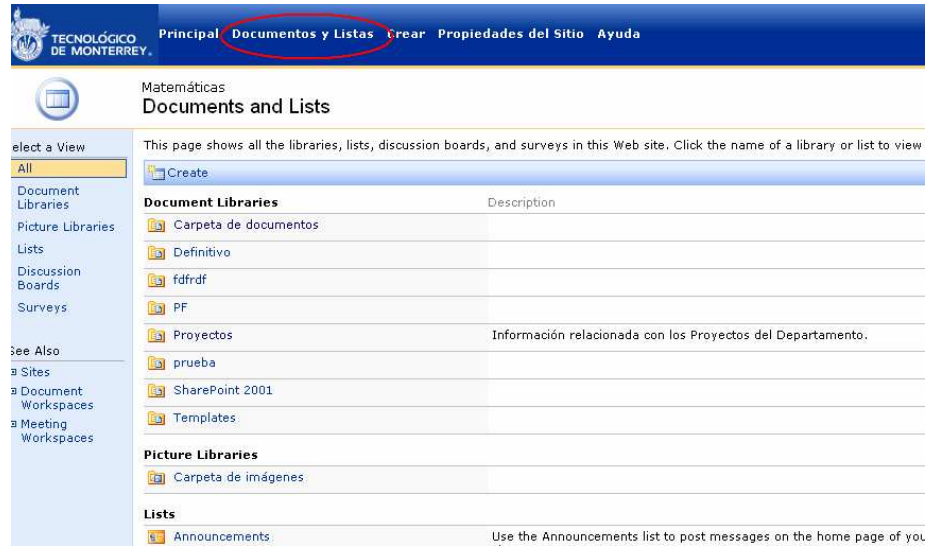 TECNOLÓGICO
DE MONTERREY.
Principal Documentos y Listas Crear Propiedades del Sitio Ayuda
Matemáticas
Documents and Lists
elect a View
All
Document
Libraries
Picture Libraries
Lists
Discussion
Boards
Surveys
See Also
Sites
Document
Workspaces
Meeting
Workspaces
This page shows all the libraries, lists, discussion boards, and surveys in this Web site. Click the name of a library or list to view
Create
Document Libraries Description
Carpeta de documentos
Definitivo
fdfrdf
PF
Proyectos Información relacionada con los Proyectos del Departamento.
prueba
SharePoint 2001
Templates
Picture Libraries
Carpeta de imágenes
Lists
Announcements Use the Announcements list to post messages on the home page of you